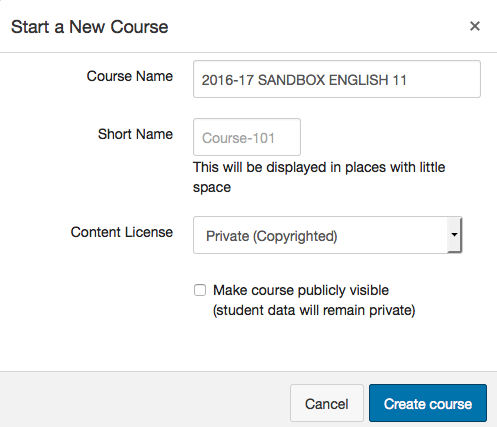 Start a New Course ×
Course Name 2016-17 SANDBOX ENGLISH 11
Short Name Course-101
This will be displayed in places with little
space
Content License Private (Copyrighted)
Make course publicly visible
(student data will remain private)
Cancel Create course